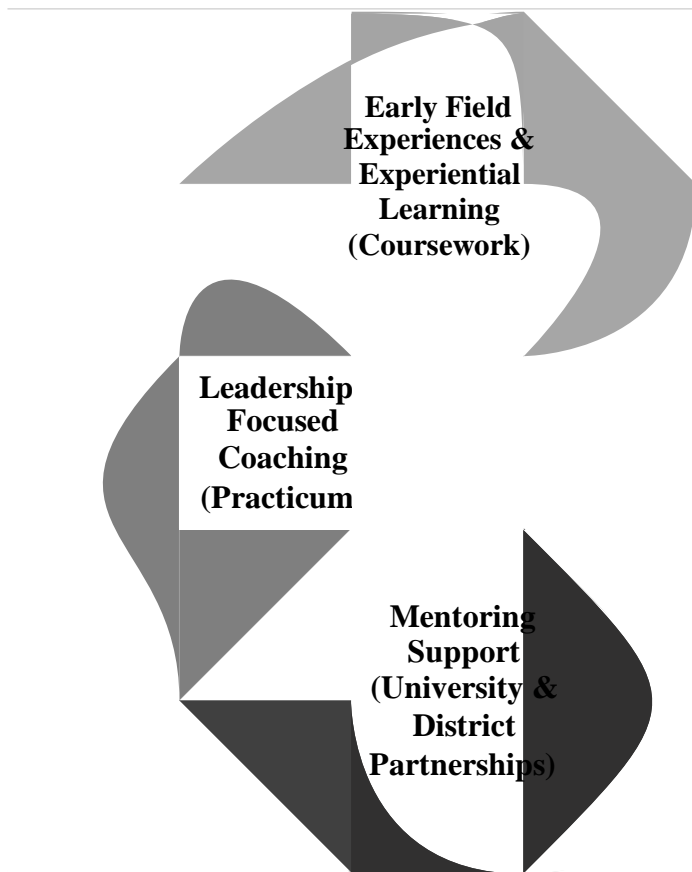 Early Field
Experiences &
Experiential
Learning
(Coursework)
Leadership
Focused
Coaching
(Practicum
Mentoring
Support
(University &
District
Partnerships)